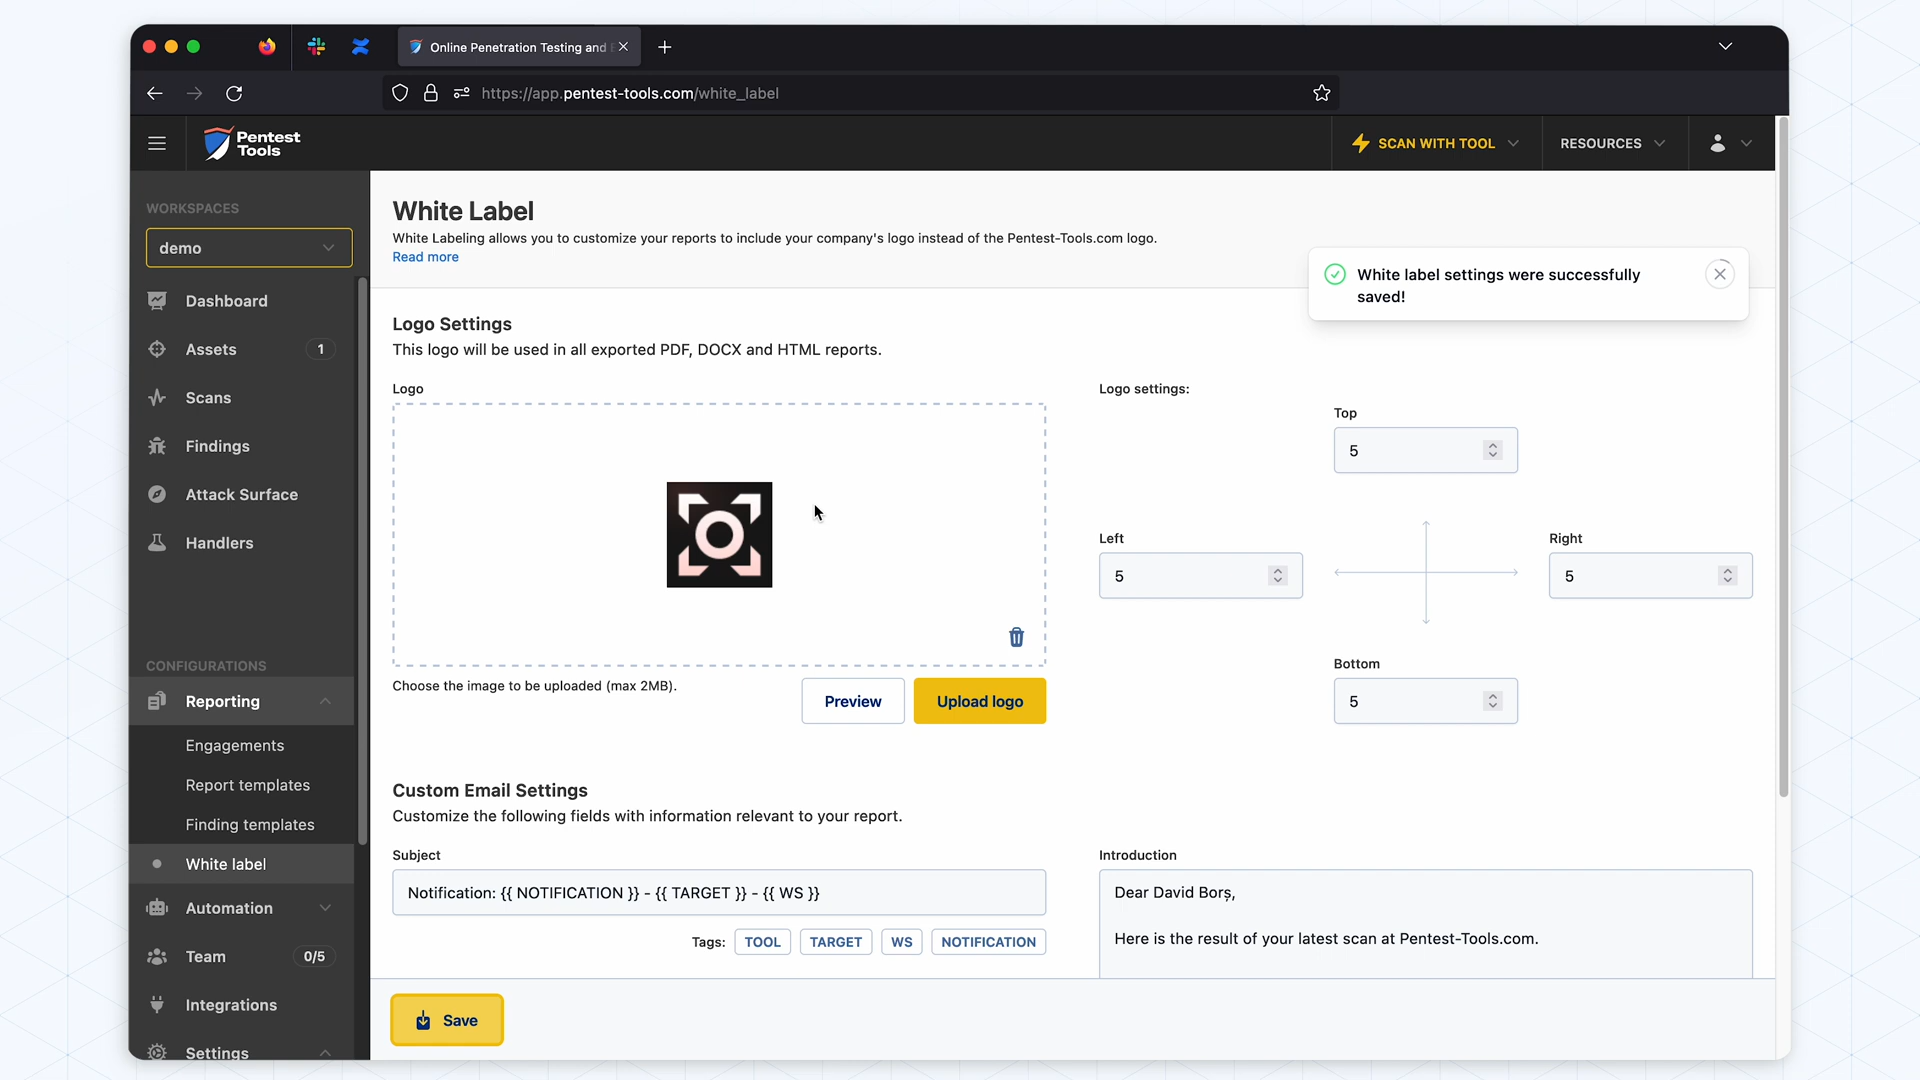 Online Penetration Testing and
https://app.pentest-tools.com/white_label
Pentest
Tools
SCAN WITH TOOL
RESOURCES
WORKSPACES
demo
Dashboard
Assets
1
Scans
Findings
Attack Surface
Handlers
CONFIGURATIONS
Reporting
Engagements
Report templates
Finding templates
White label
Automation
Team
0/5
Integrations
Settings
White Label
White Labeling allows you to customize your reports to include your company's logo instead of the Pentest-Tools.com logo.
Read more
White label settings were successfully
saved!
Logo Settings
This logo will be used in all exported PDF, DOCX and HTML reports.
Logo
Choose the image to be uploaded (max 2MB).
Preview
Upload logo
Logo settings:
Top
5
Left
5
Right
5
Bottom
5
Custom Email Settings
Customize the following fields with information relevant to your report.
Subject
Notification: {{ NOTIFICATION }} - {{ TARGET }} - {{ WS }}
Tags:
TOOL
TARGET
WS
NOTIFICATION
Introduction
Dear David Borș,
Here is the result of your latest scan at Pentest-Tools.com.
Save